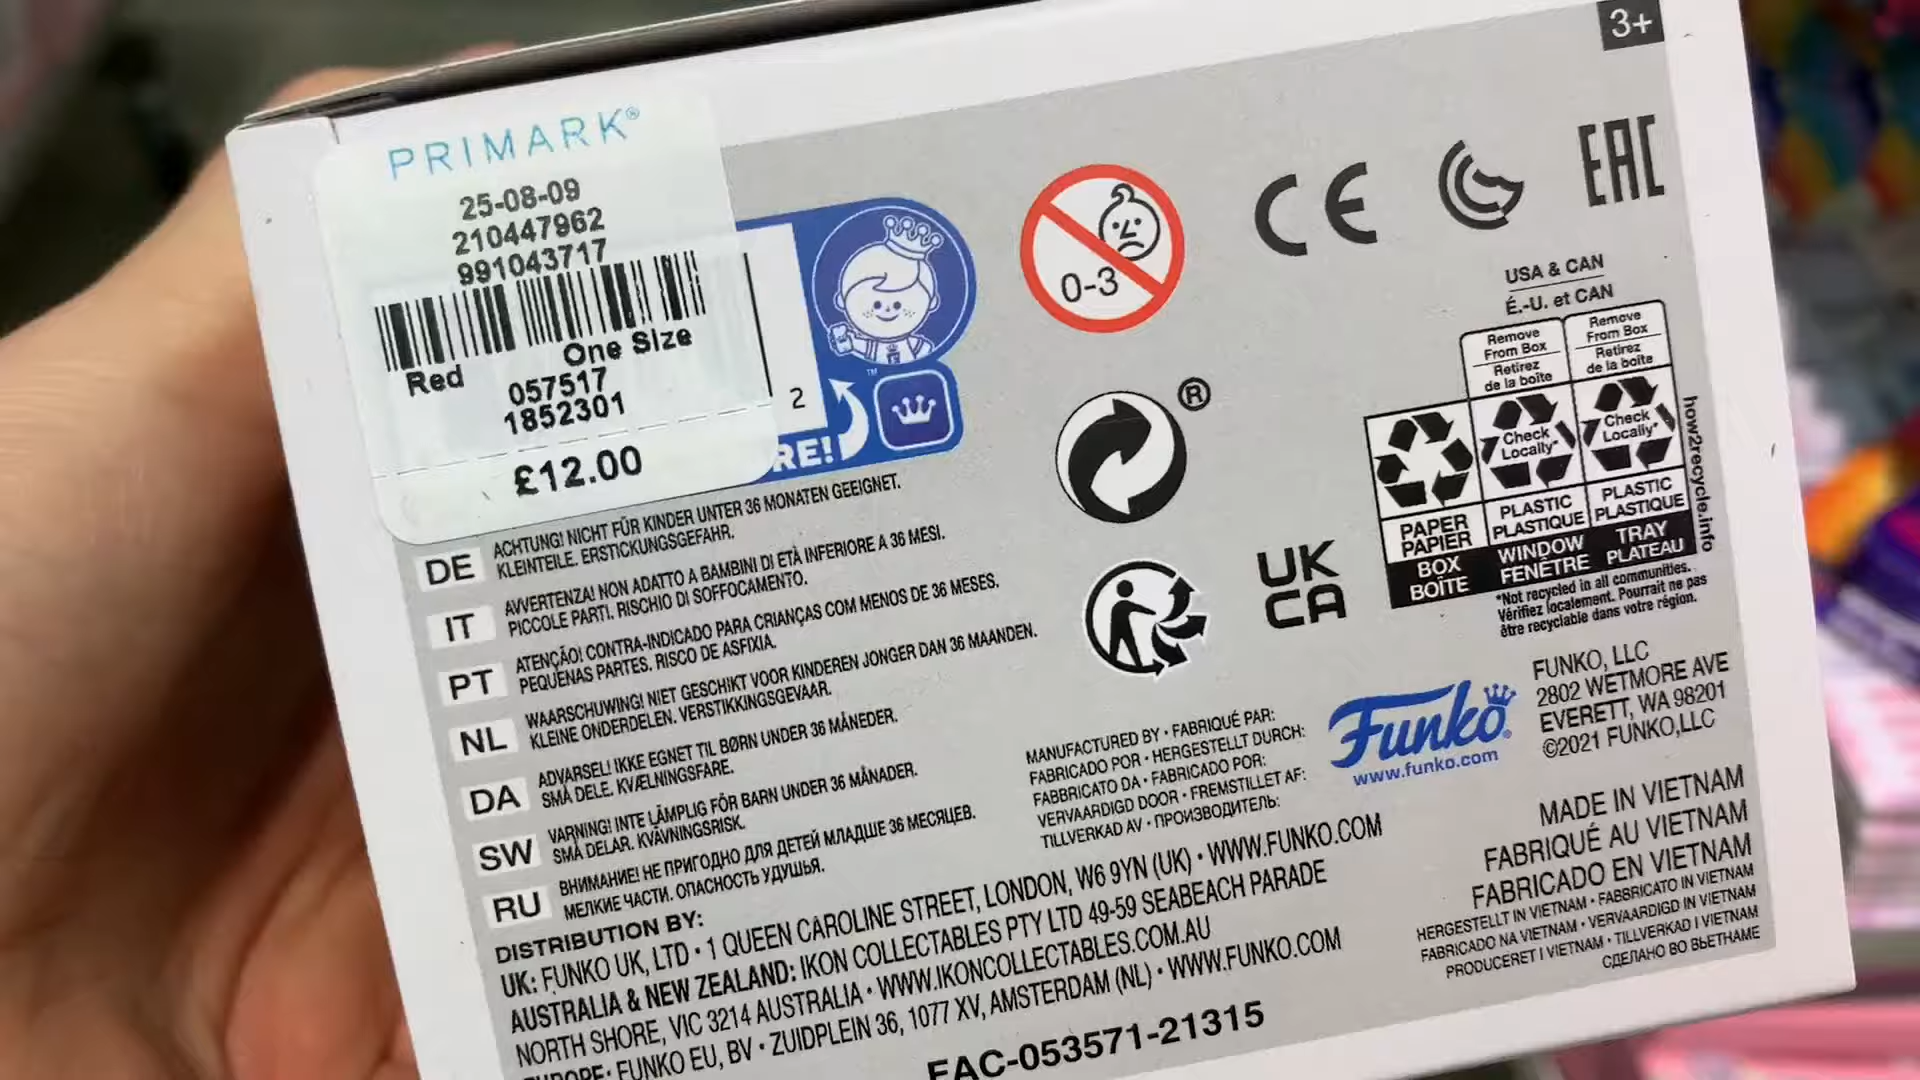 3+
PRIMARK®
25-08-09
210447962
991043717
Red One Size
057517
1852301
£12.00
2
RE!
TM
0-3
CE
EAC
USA & CAN
É.-U. et CAN
Remove
From Box
Retirez
de la boîte
Remove
From Box
Retirez
de la boîte
Check
Locally*
Check
Locally*
PAPER
PAPIER
PLASTIC
PLASTIQUE
PLASTIC
PLASTIQUE
BOX
BOÎTE
WINDOW
FENÊTRE
TRAY
PLATEAU
how2recycle.info
*Not recycled in all communities.
Vérifiez localement. Pourrait ne pas
être recyclable dans votre région.
®
UK
CA
DE ACHTUNG! NICHT FÜR KINDER UNTER 36 MONATEN GEEIGNET.
KLEINTEILE. ERSTICKUNGSGEFAHR.
IT AVVERTENZA! NON ADATTO A BAMBINI DI ETÀ INFERIORE A 36 MESI.
PICCOLE PARTI. RISCHIO DI SOFFOCAMENTO.
PT ATENÇÃO! CONTRA-INDICADO PARA CRIANÇAS COM MENOS DE 36 MESES.
PEQUENAS PARTES. RISCO DE ASFIXIA.
NL WAARSCHUWING! NIET GESCHIKT VOOR KINDEREN JONGER DAN 36 MAANDEN.
KLEINE ONDERDELEN. VERSTIKKINGSGEVAAR.
DA ADVARSEL! IKKE EGNET TIL BØRN UNDER 36 MÅNEDER.
SMÅ DELE. KVÆLNINGSFARE.
SW VARNING! INTE LÄMPLIG FÖR BARN UNDER 36 MÅNADER.
SMÅ DELAR. KVÄVNINGSRISK.
RU ВНИМАНИЕ! НЕ ПРИГОДНО ДЛЯ ДЕТЕЙ МЛАДШЕ 36 МЕСЯЦЕВ.
МЕЛКИЕ ЧАСТИ. ОПАСНОСТЬ УДУШЬЯ.
MANUFACTURED BY • FABRIQUÉ PAR:
FABRICADO POR • HERGESTELLT DURCH:
FABBRICATO DA • FABRICADO POR:
VERVAARDIGD DOOR • FREMSTILLET AF:
TILLVERKAD AV • ПРОИЗВОДИТЕЛЬ:
Funko®
www.funko.com
FUNKO, LLC
2802 WETMORE AVE
EVERETT, WA 98201
©2021 FUNKO,LLC
DISTRIBUTION BY:
UK: FUNKO UK, LTD • 1 QUEEN CAROLINE STREET, LONDON, W6 9YN (UK) • WWW.FUNKO.COM
AUSTRALIA & NEW ZEALAND: IKON COLLECTABLES PTY LTD 49-59 SEABEACH PARADE
NORTH SHORE, VIC 3214 AUSTRALIA • WWW.IKONCOLLECTABLES.COM.AU
EUROPE: FUNKO EU, BV • ZUIDPLEIN 36, 1077 XV, AMSTERDAM (NL) • WWW.FUNKO.COM
EAC-053571-21315
MADE IN VIETNAM
FABRIQUÉ AU VIETNAM
FABRICADO EN VIETNAM
HERGESTELLT IN VIETNAM • FABBRICATO IN VIETNAM
FABRICADO NA VIETNAM • VERVAARDIGD IN VIETNAM
PRODUCERET I VIETNAM • TILLVERKAD I VIETNAM
СДЕЛАНО ВО ВЬЕТНАМЕ